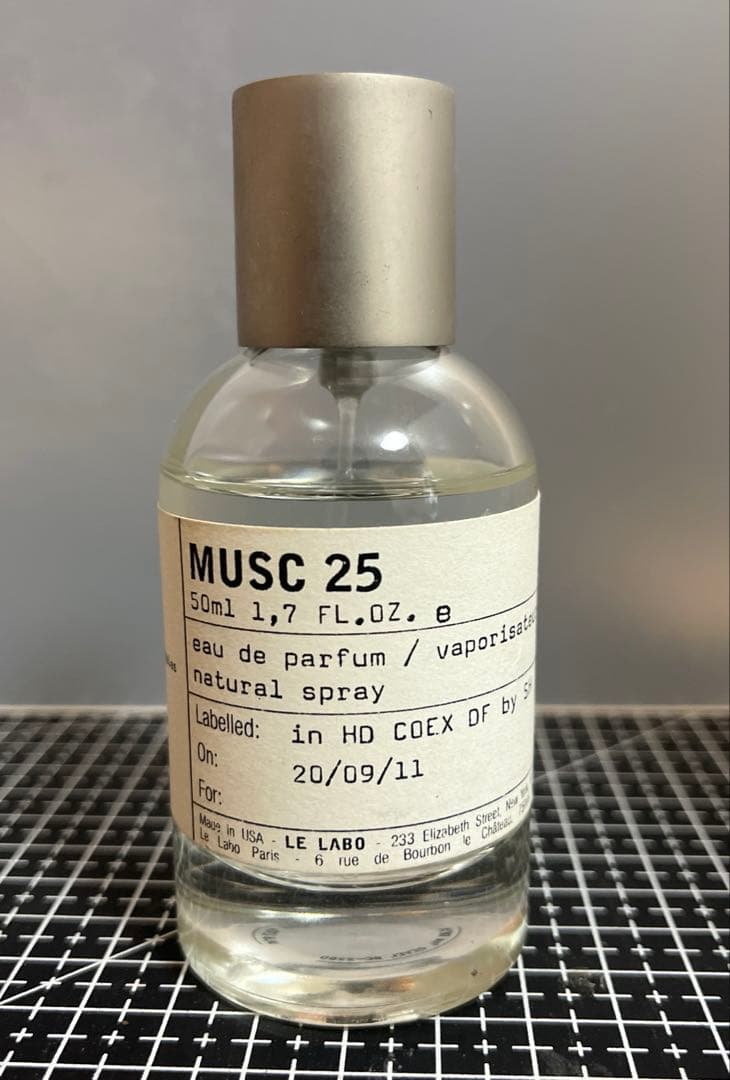 MUSC 25
50ml 1,7 FL.OZ. e
eau de parfum /
natural spray
Labelled: in HD COEX DF by
On: 20/09/11
For:
Made in USA - LE LABO - 233 Elizabeth Street, New
Le Labo Paris - 6 rue de Bourbon le Château,